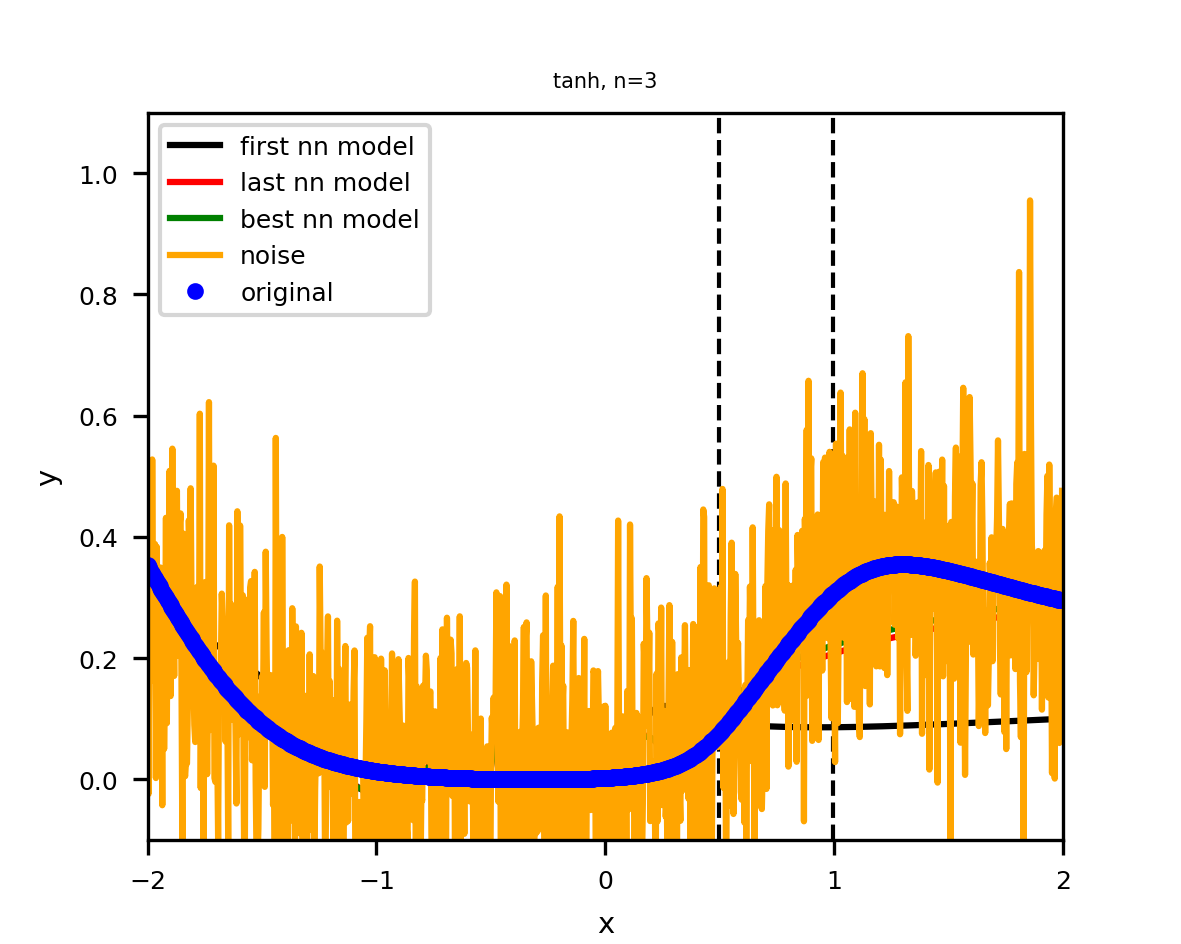 tanh, n=3
first nn model
last nn model
best nn model
noise
original
1.0
0.8
0.6
0.4
0.2
0.0
y
−2
−1
0
1
2
x